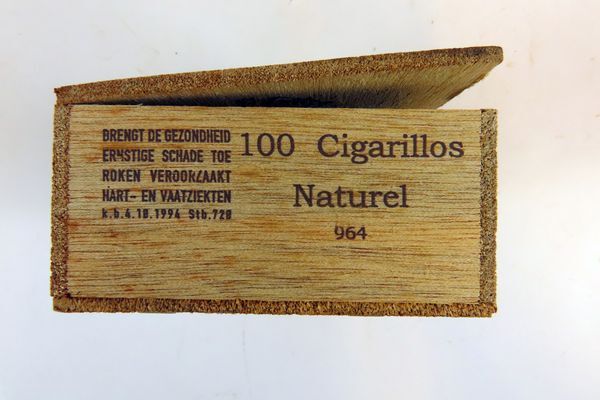 BRENGT DE GEZONDHEID
ERNSTIGE SCHADE TOE
ROKEN VEROORZAAKT
HART- EN VAATZIEKTEN
k.b.4.10.1994 Stb.720
100 Cigarillos
Naturel
964